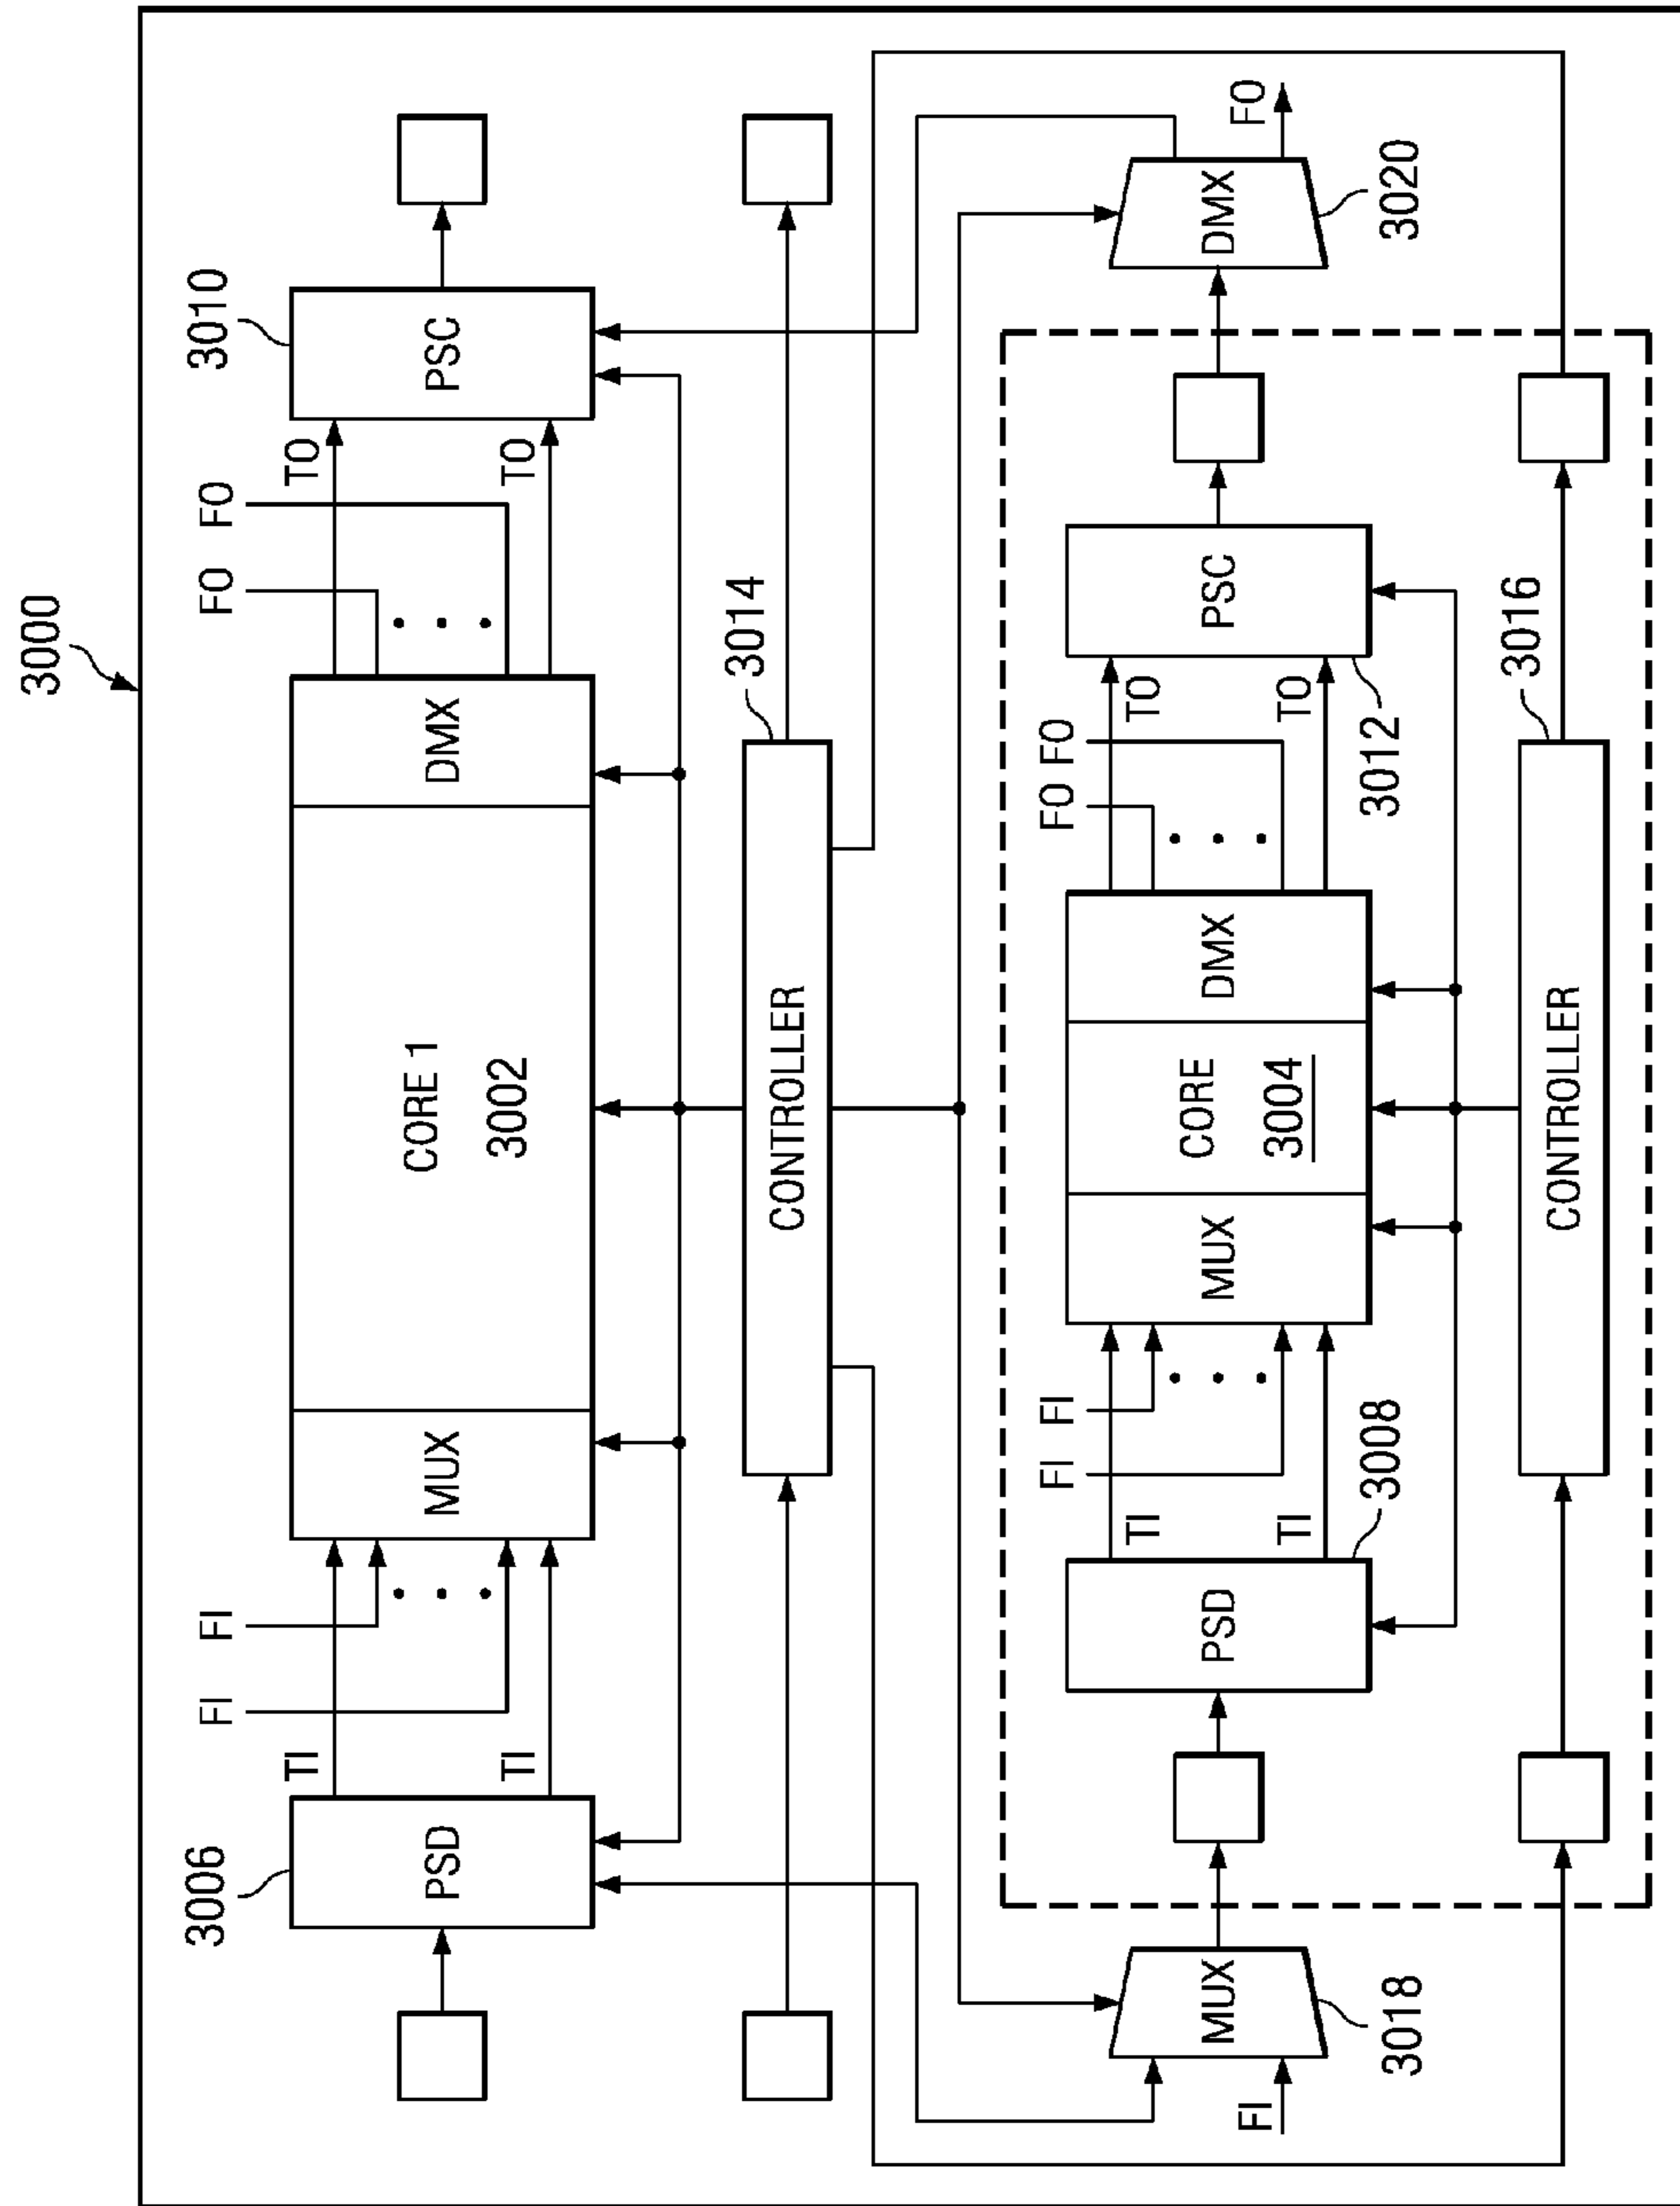 3000
3006
PSD
TI
TI
FI
FI
MUX
CORE 1
3002
DMX
FO
FO
TO
TO
3010
PSC
CONTROLLER
3014
3018
MUX
FI
PSD
3008
TI
TI
FI
FI
MUX
CORE
3004
DMX
FO
FO
TO
TO
PSC
3012
DMX
FO
3020
CONTROLLER
3016